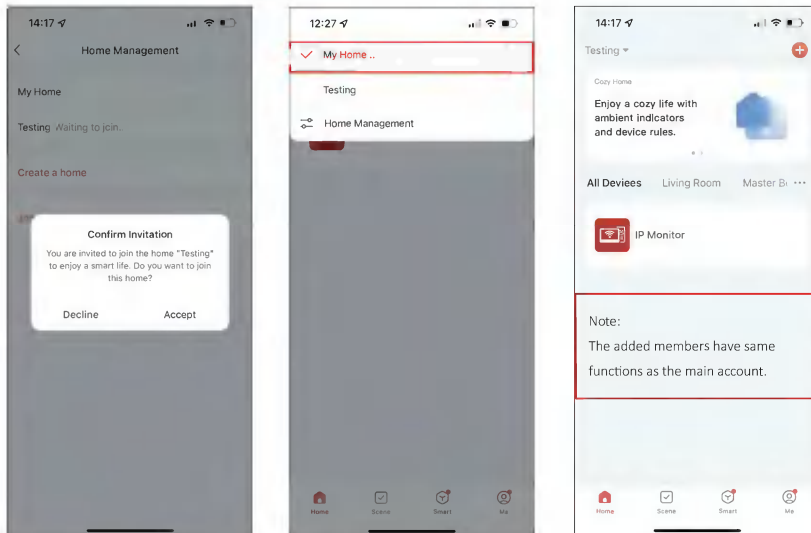 14:17
Home Management
My Home
Testing Waiting to join..
Create a home
Confirm Invitation
You are invited to join the home "Testing"
to enjoy a smart life. Do you want to join
this home?
Decline Accept
12:27
My Home ..
Testing
Home Management
Home Scene Smart Me
14:17
Testing
Cozy Home
Enjoy a cozy life with
ambient indicators
and device rules.
All Devices Living Room Master
IP Monitor
Note:
The added members have same
functions as the main account.
Home Scene Smart Me